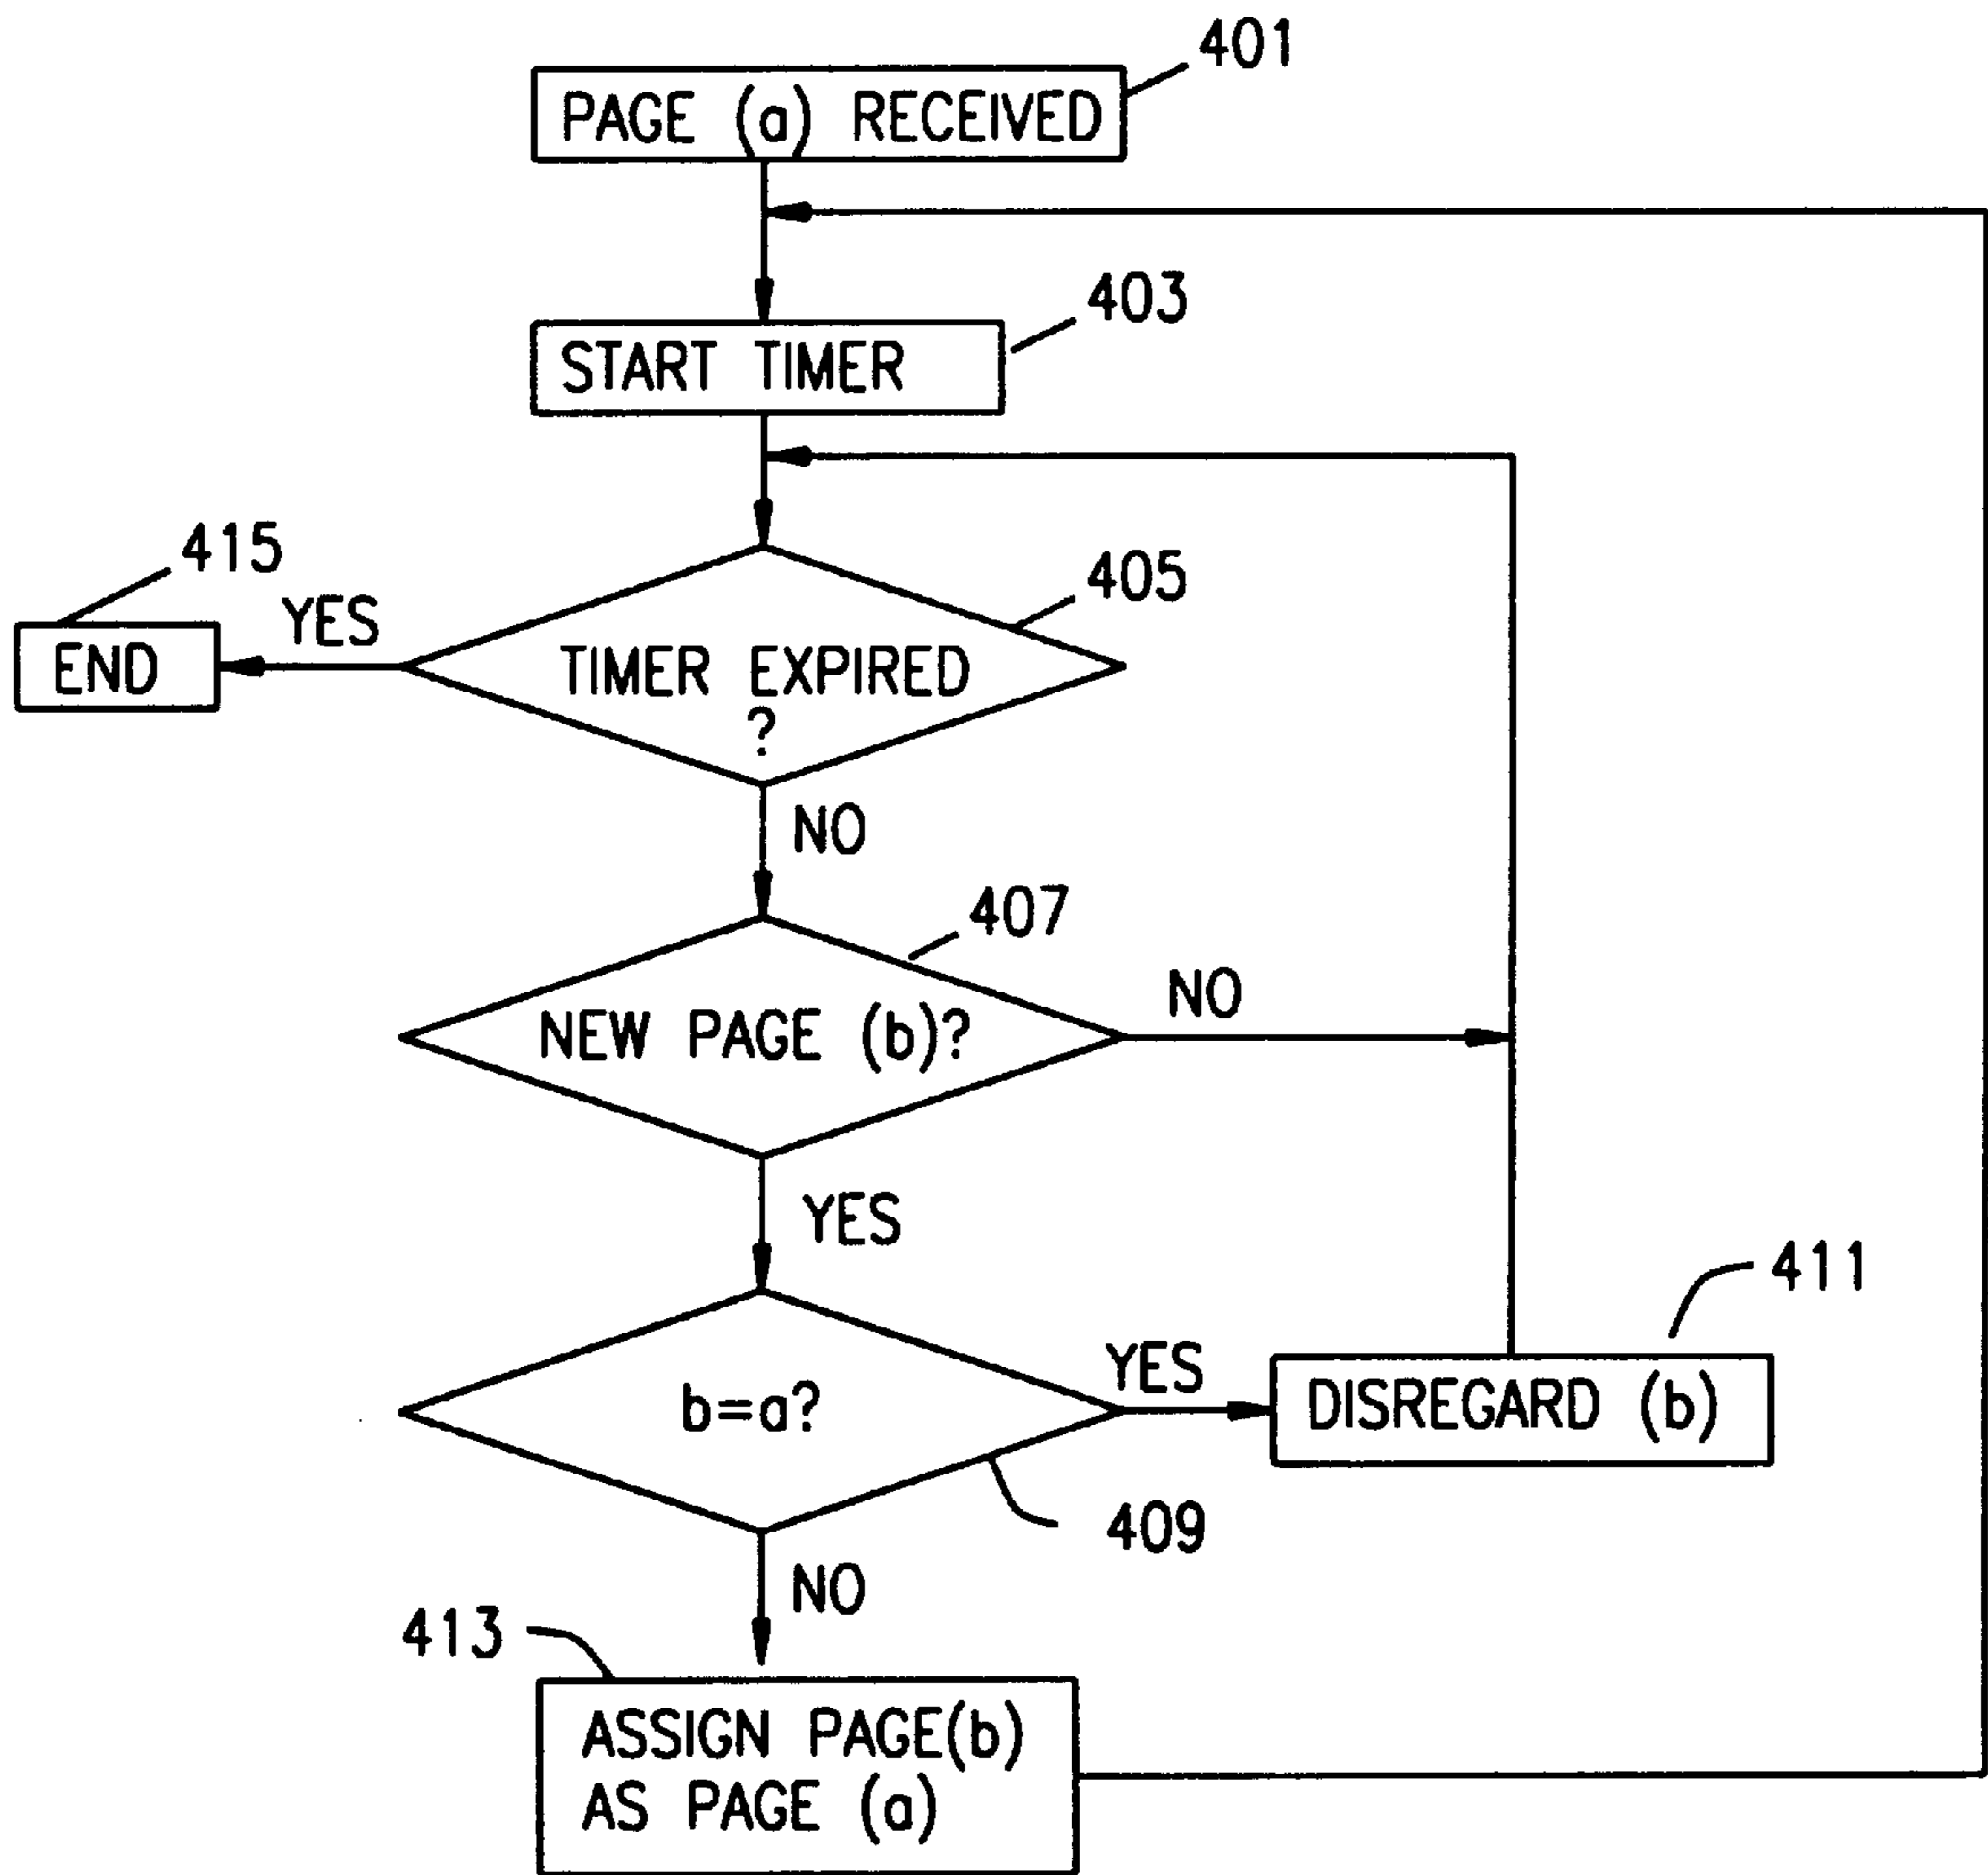 401
PAGE (a) RECEIVED
403
START TIMER
415
405
YES
END
TIMER EXPIRED
?
NO
407
NO
NEW PAGE (b)?
YES
411
YES
b=a?
DISREGARD (b)
409
NO
413
ASSIGN PAGE(b)
AS PAGE (a)